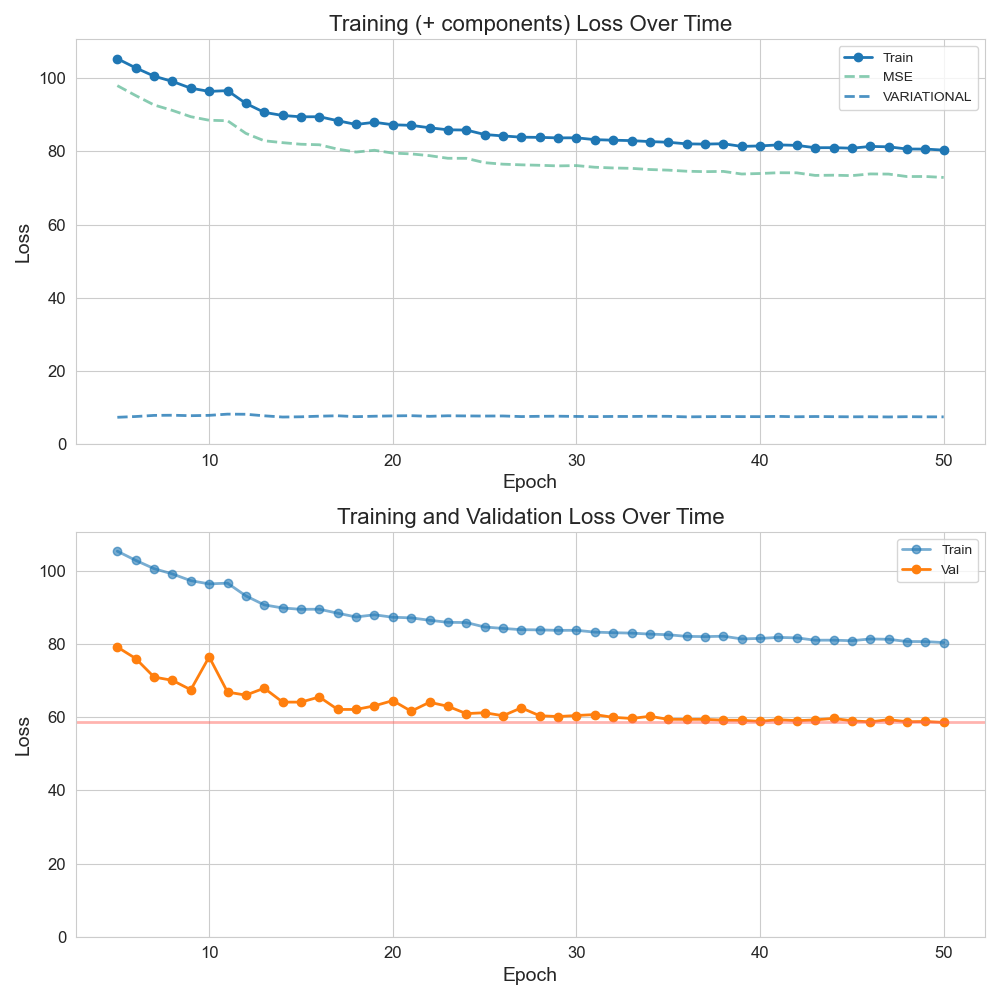 Training (+ components) Loss Over Time
Train
MSE
VARIATIONAL
Loss
100
80
60
40
20
0
10 20 30 40 50
Epoch
Training and Validation Loss Over Time
Train
Val
Loss
100
80
60
40
20
0
10 20 30 40 50
Epoch